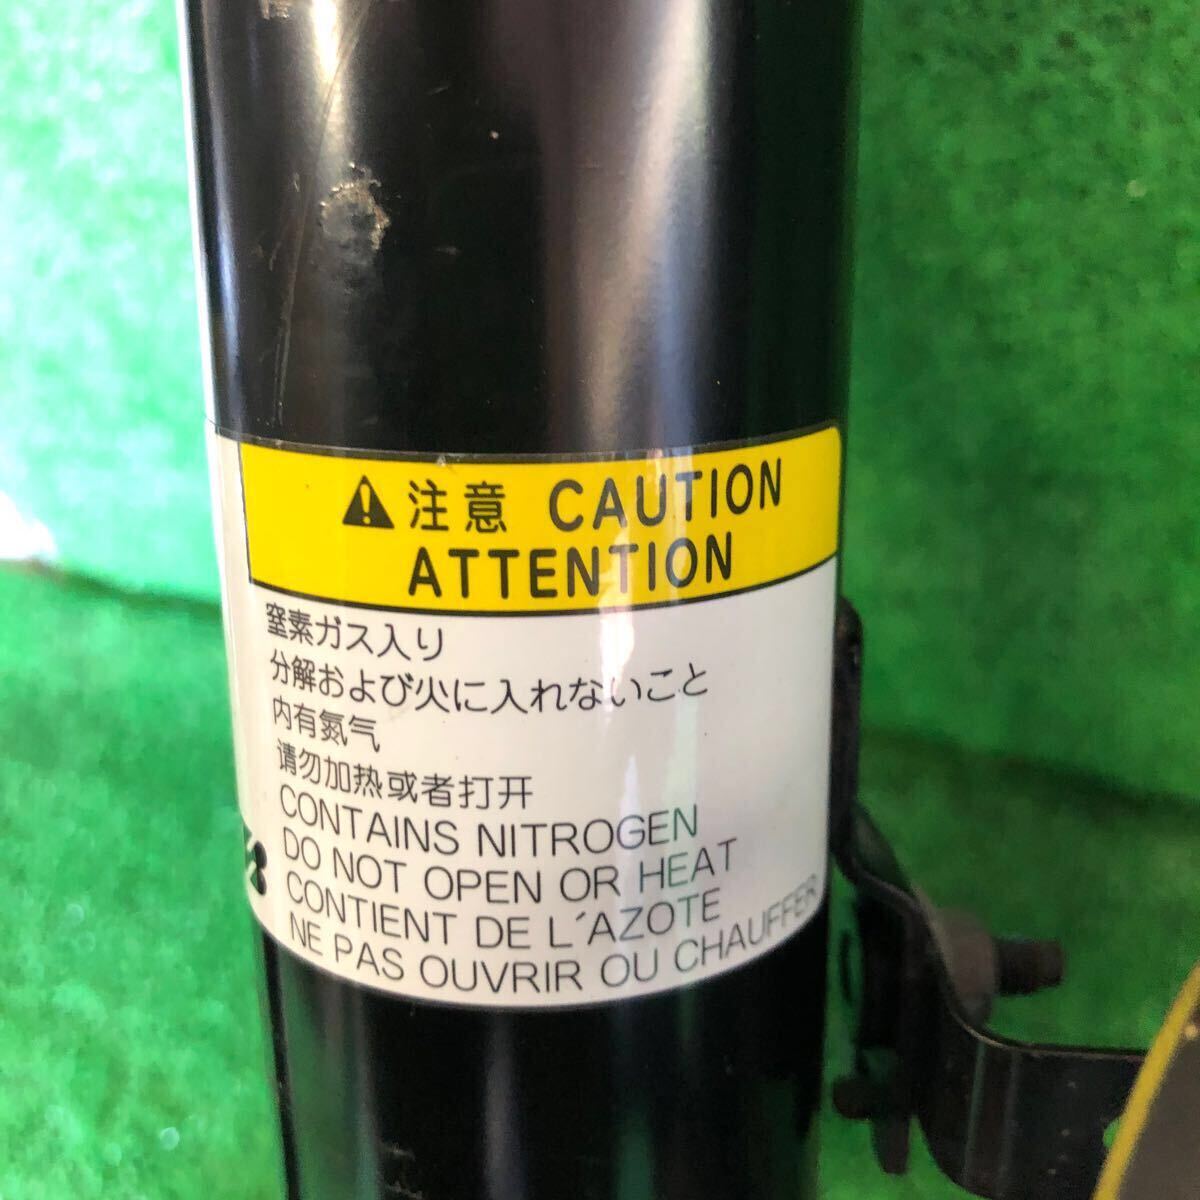 注意 CAUTION
ATTENTION
窒素ガス入り
分解および火に入れないこと
内有氮气
请勿加热或者打开
CONTAINS NITROGEN
DO NOT OPEN OR HEAT
CONTIENT DE L´AZOTE
NE PAS OUVRIR OU CHAUFFER